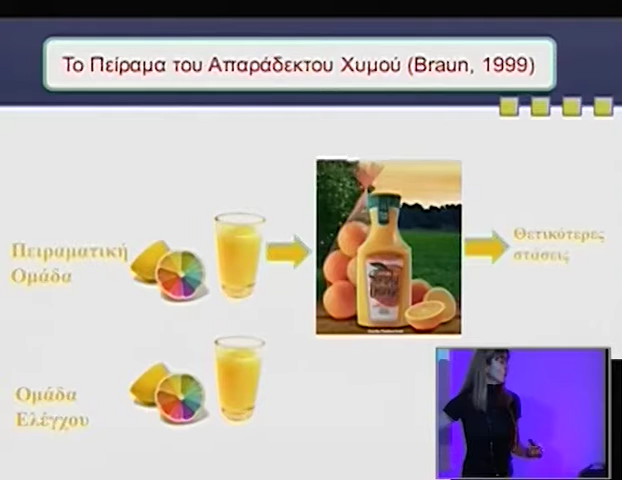 Το Πείραμα του Απαράδεκτου Χυμού (Braun, 1999)
Πειραματική
Ομάδα
Θετικότερες
στάσεις
Ομάδα
Ελέγχου